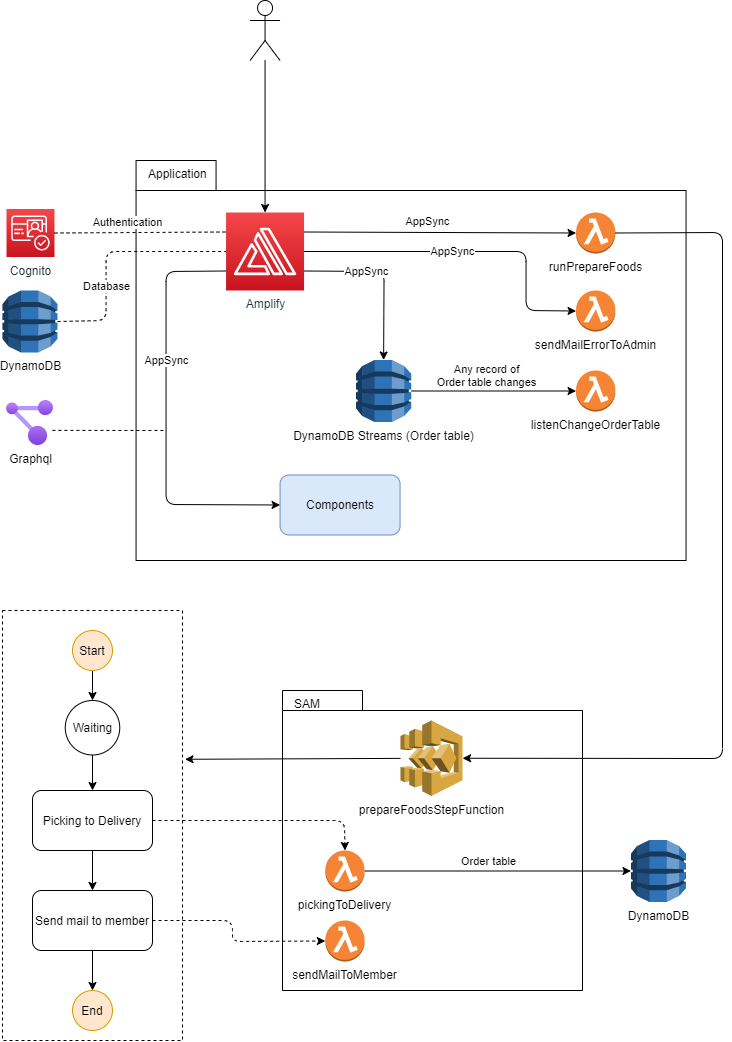 Application
Authentication
AppSync
Cognito
runPrepareFoods
AppSync
AppSync
Database
Amplify
sendMailErrorToAdmin
DynamoDB
AppSync
Any record of
Order table changes
DynamoDB Streams (Order table)
listenChangeOrderTable
Graphql
Components
Start
SAM
Waiting
prepareFoodsStepFunction
Picking to Delivery
Order table
pickingToDelivery
DynamoDB
Send mail to member
sendMailToMember
End